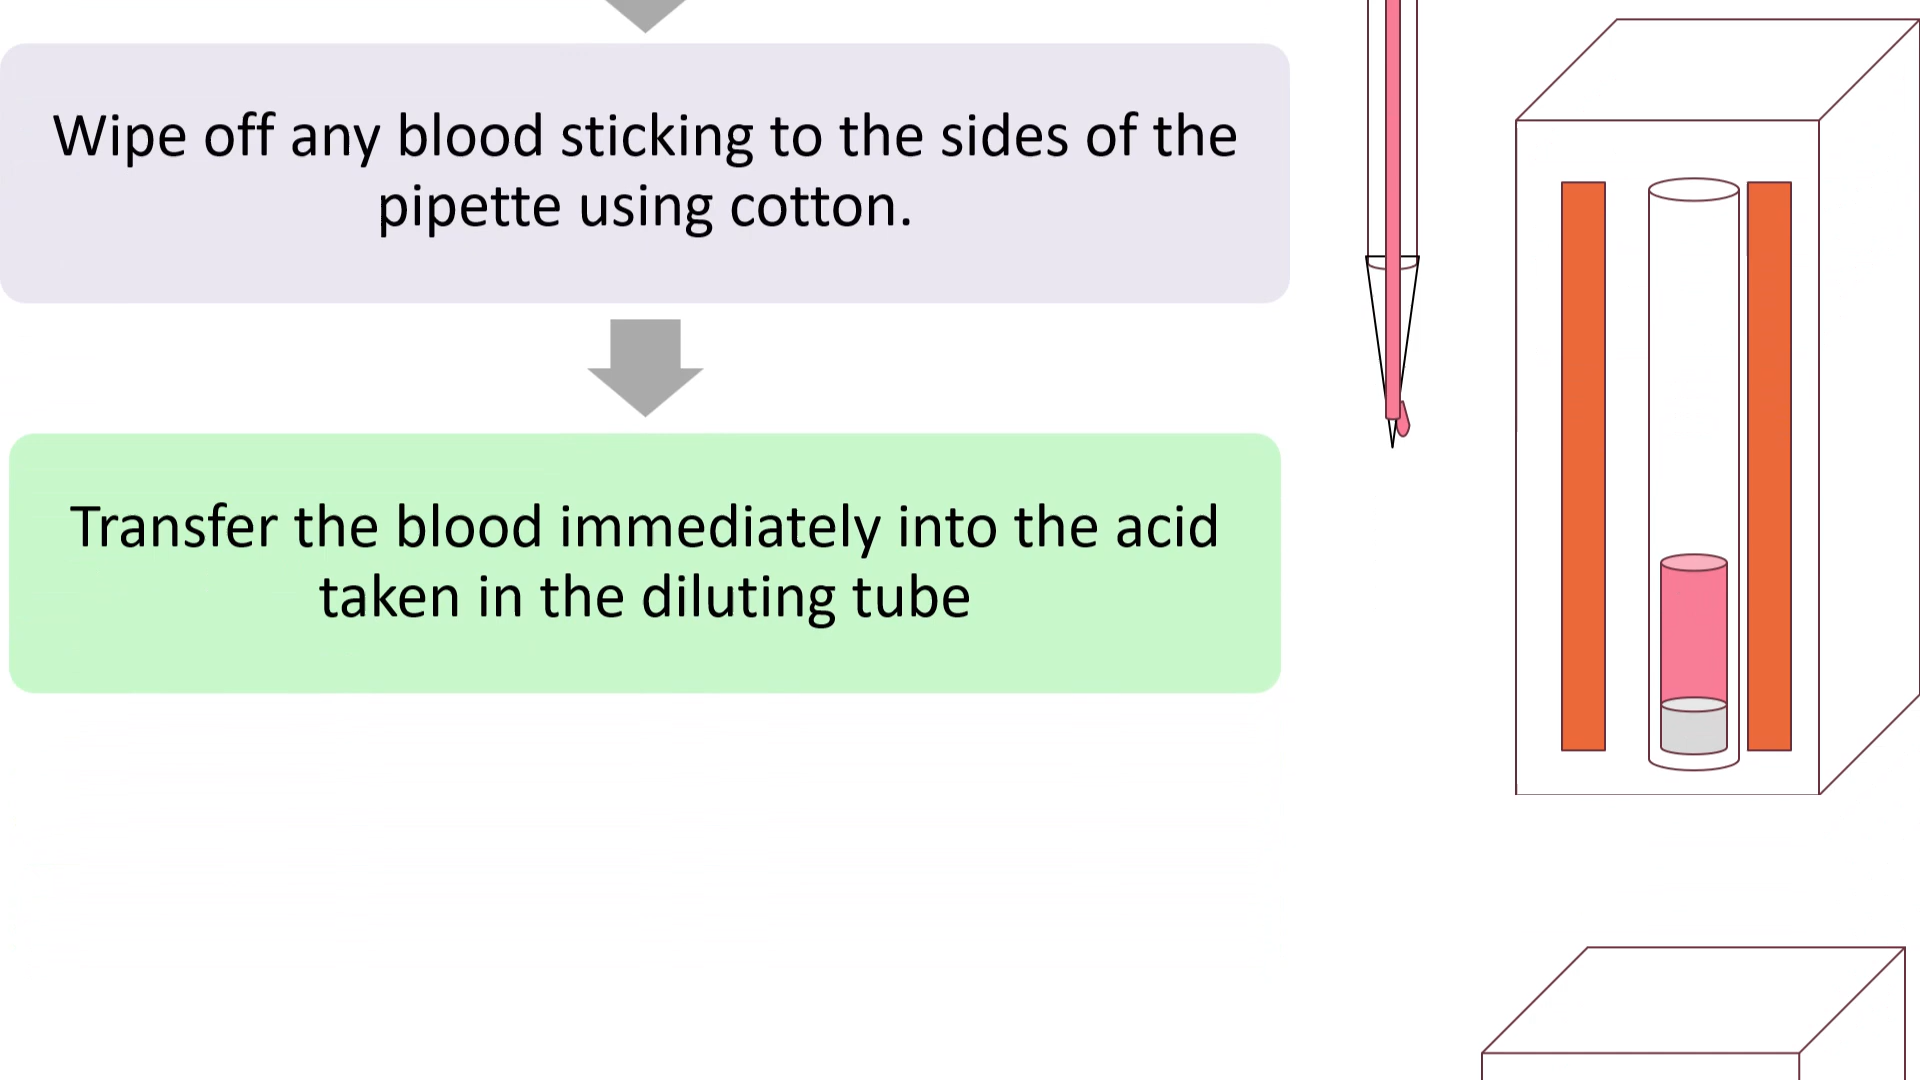 Wipe off any blood sticking to the sides of the
pipette using cotton.
Transfer the blood immediately into the acid
taken in the diluting tube